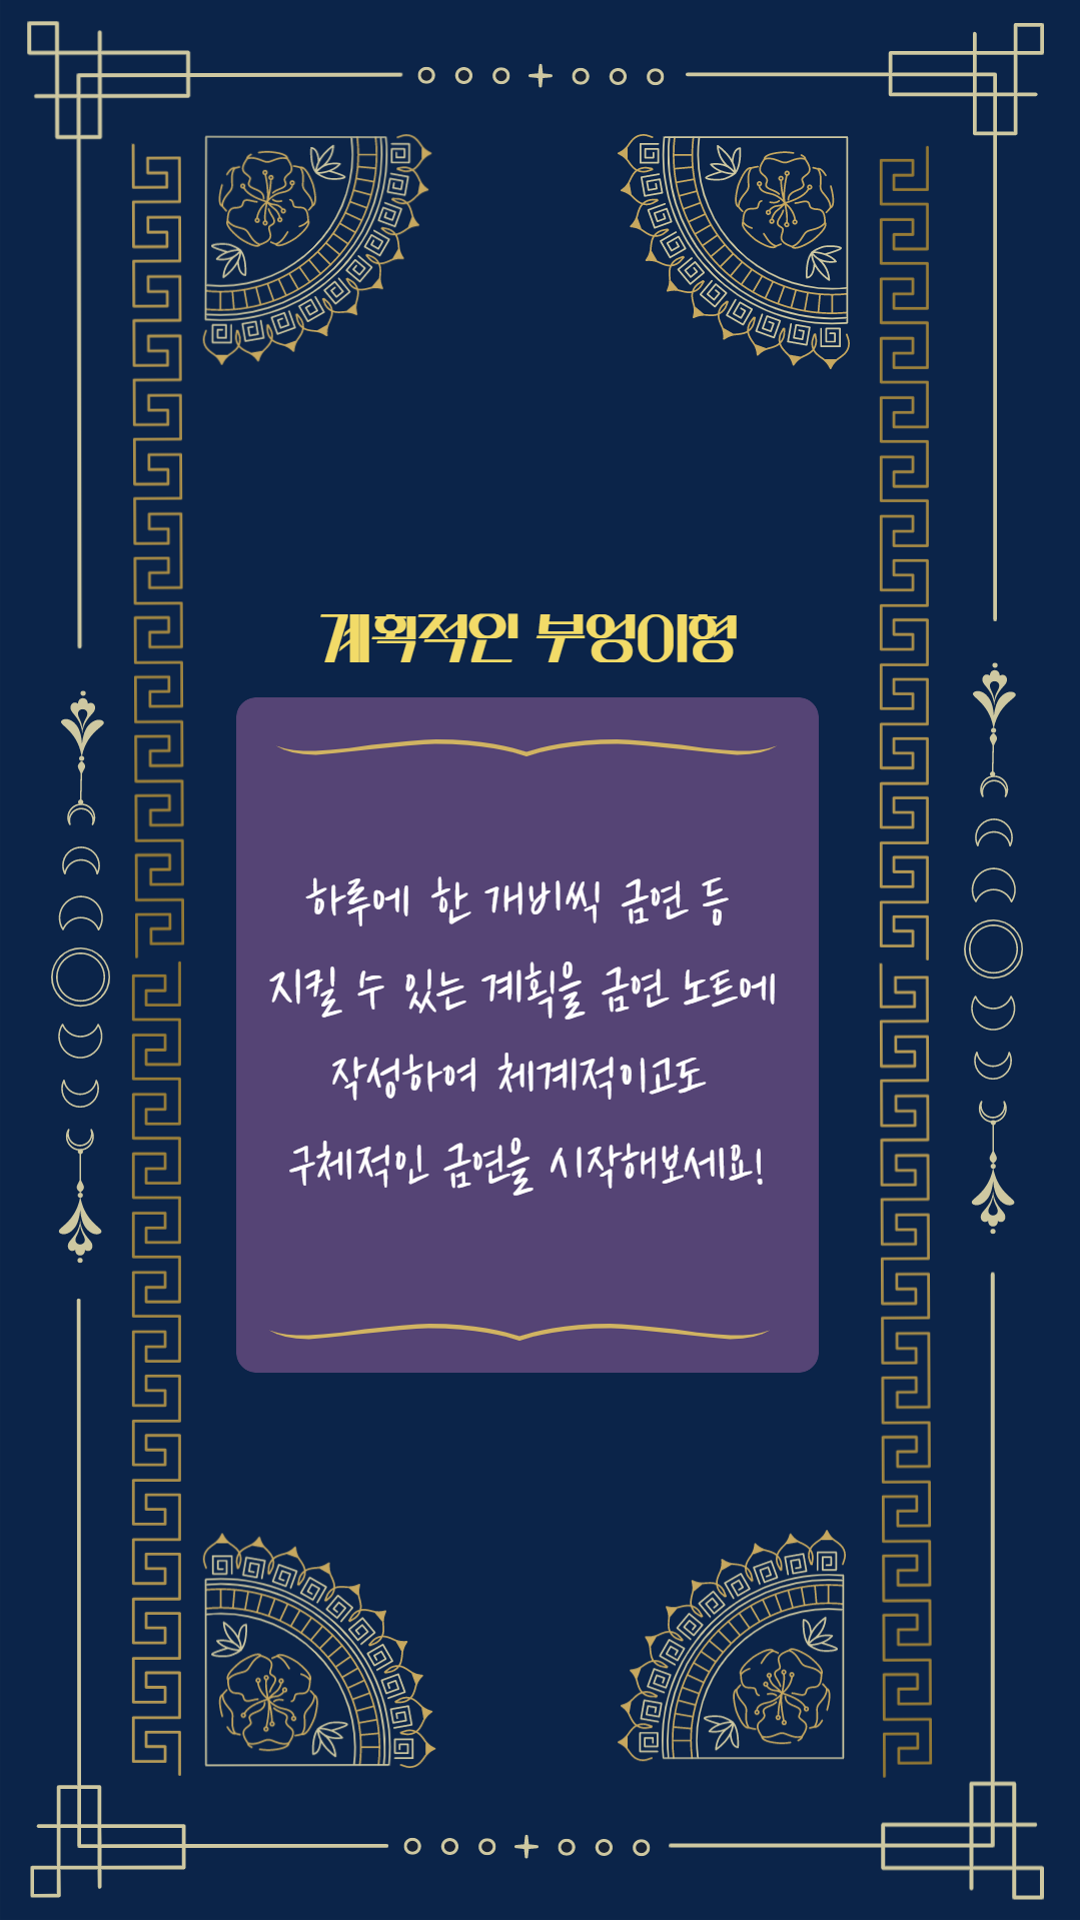 계획적인 부엉이형
하루에 한 개비씩 금연 등
지킬 수 있는 계획을 금연 노트에
작성하여 체계적이고도
구체적인 금연을 시작해보세요!